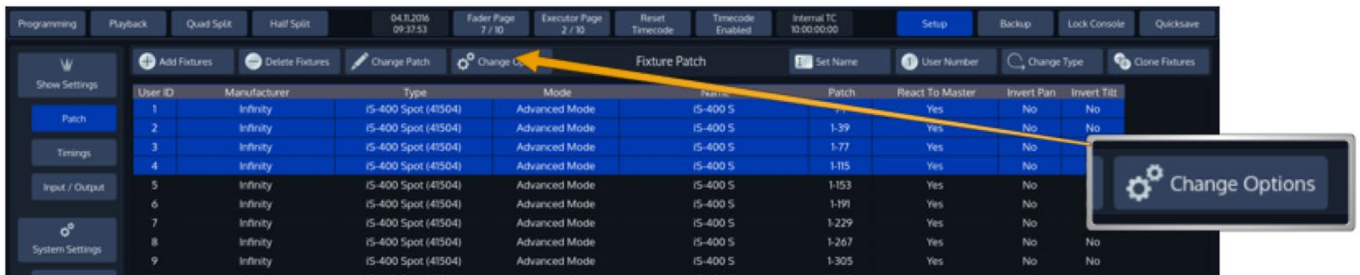 Programming Playback Quad Split Half Split 04.11.2016 09:37:53 Fader Page 7 / 10 Executor Page 2 / 10 Reset Timecode Timecode Enabled Internal TC 10:00:00:00 Setup Backup Lock Console Quicksave
Show Settings Add Fixtures Delete Fixtures Change Patch Change Fixture Patch Set Name User Number Change Type Clone Fixtures
User ID Manufacturer Type Mode Name Patch React To Master Invert Pan Invert Tilt
1 Infinity iS-400 Spot (41504) Advanced Mode iS-400 S Yes No No
Patch
2 Infinity iS-400 Spot (41504) Advanced Mode iS-400 S 1-39 Yes No No
3 Infinity iS-400 Spot (41504) Advanced Mode iS-400 S 1-77 Yes No
Timings
4 Infinity iS-400 Spot (41504) Advanced Mode iS-400 S 1-115 Yes No
Input / Output
5 Infinity iS-400 Spot (41504) Advanced Mode iS-400 S 1-153 Yes No
Change Options
6 Infinity iS-400 Spot (41504) Advanced Mode iS-400 S 1-191 Yes No
7 Infinity iS-400 Spot (41504) Advanced Mode iS-400 S 1-229 Yes No
System Settings
8 Infinity iS-400 Spot (41504) Advanced Mode iS-400 S 1-267 Yes No No
9 Infinity iS-400 Spot (41504) Advanced Mode iS-400 S 1-305 Yes No No